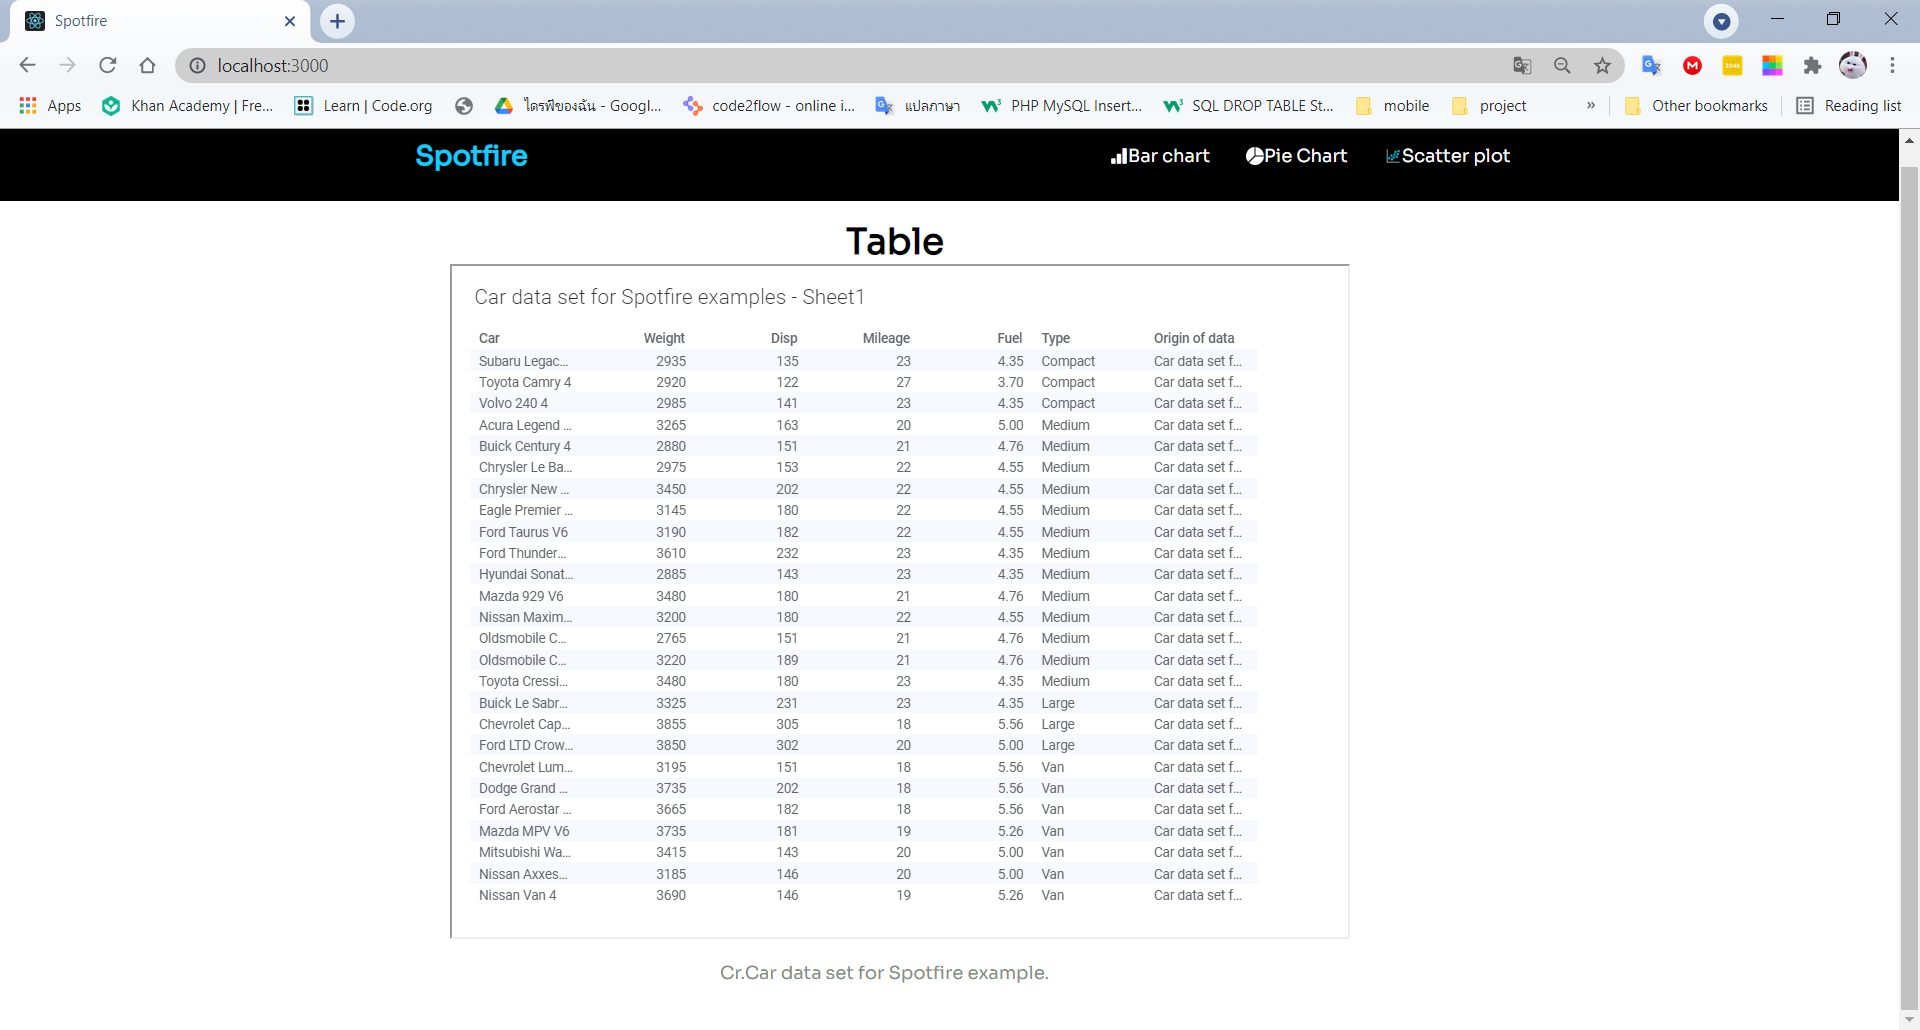 Spotfire
localhost:3000
Apps Khan Academy | Fre... Learn | Code.org ไดรฟ์ของฉัน - Googl... code2flow - online i... แปลภาษา PHP MySQL Insert... SQL DROP TABLE St... mobile project » Other bookmarks Reading list
Spotfire Bar chart Pie Chart Scatter plot
Table
Car data set for Spotfire examples - Sheet1
Car Weight Disp Mileage Fuel Type Origin of data
Subaru Legac... 2935 135 23 4.35 Compact Car data set f...
Toyota Camry 4 2920 122 27 3.70 Compact Car data set f...
Volvo 240 4 2985 141 23 4.35 Compact Car data set f...
Acura Legend ... 3265 163 20 5.00 Medium Car data set f...
Buick Century 4 2880 151 21 4.76 Medium Car data set f...
Chrysler Le Ba... 2975 153 22 4.55 Medium Car data set f...
Chrysler New ... 3450 202 22 4.55 Medium Car data set f...
Eagle Premier ... 3145 180 22 4.55 Medium Car data set f...
Ford Taurus V6 3190 182 22 4.55 Medium Car data set f...
Ford Thunder... 3610 232 23 4.35 Medium Car data set f...
Hyundai Sonat... 2885 143 23 4.35 Medium Car data set f...
Mazda 929 V6 3480 180 21 4.76 Medium Car data set f...
Nissan Maxim... 3200 180 22 4.55 Medium Car data set f...
Oldsmobile C... 2765 151 21 4.76 Medium Car data set f...
Oldsmobile C... 3220 189 21 4.76 Medium Car data set f...
Toyota Cressi... 3480 180 23 4.35 Medium Car data set f...
Buick Le Sabr... 3325 231 23 4.35 Large Car data set f...
Chevrolet Cap... 3855 305 18 5.56 Large Car data set f...
Ford LTD Crow... 3850 302 20 5.00 Large Car data set f...
Chevrolet Lum... 3195 151 18 5.56 Van Car data set f...
Dodge Grand ... 3735 202 18 5.56 Van Car data set f...
Ford Aerostar ... 3665 182 18 5.56 Van Car data set f...
Mazda MPV V6 3735 181 19 5.26 Van Car data set f...
Mitsubishi Wa... 3415 143 20 5.00 Van Car data set f...
Nissan Axxes... 3185 146 20 5.00 Van Car data set f...
Nissan Van 4 3690 146 19 5.26 Van Car data set f...
Cr.Car data set for Spotfire example.